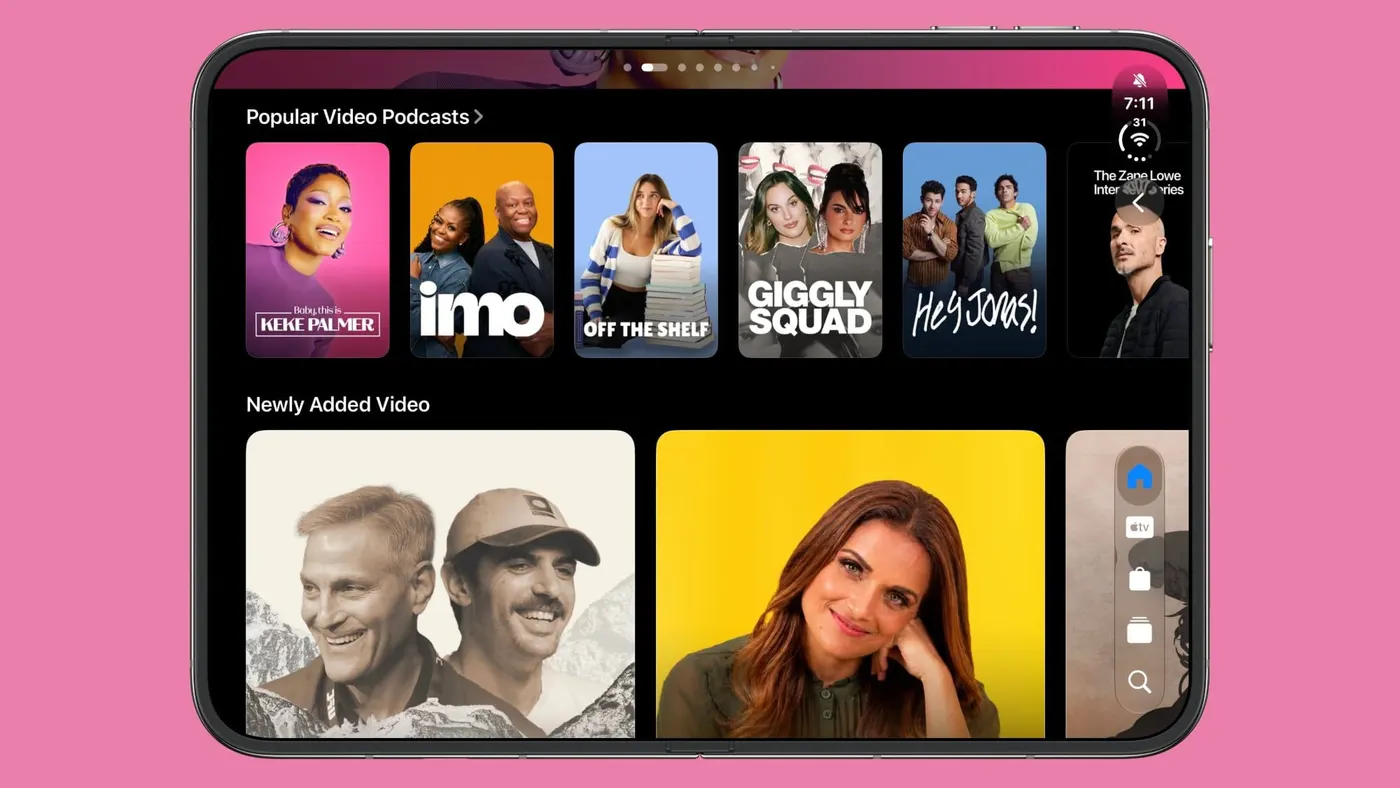 Popular Video Podcasts
7:11
31
Baby, this is
KEKE PALMER
imo
OFF THE SHELF
GIGGLY
SQUAD
Hey Jonas!
The Zane Lowe
Newly Added Video
tv